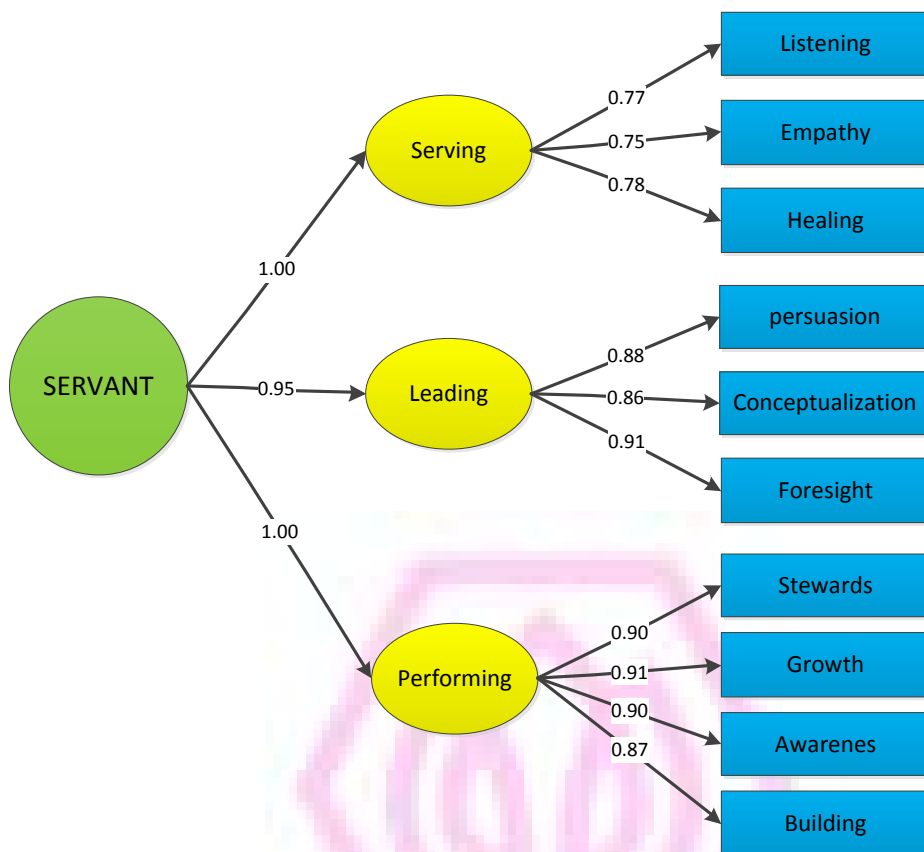 Listening
0.77
Empathy
Serving
0.75
0.78
Healing
1.00
persuasion
0.88
SERVANT
0.95
Leading
0.86
Conceptualization
0.91
Foresight
1.00
Stewards
0.90
Growth
Performing
0.91
0.90
Awarenes
0.87
Building